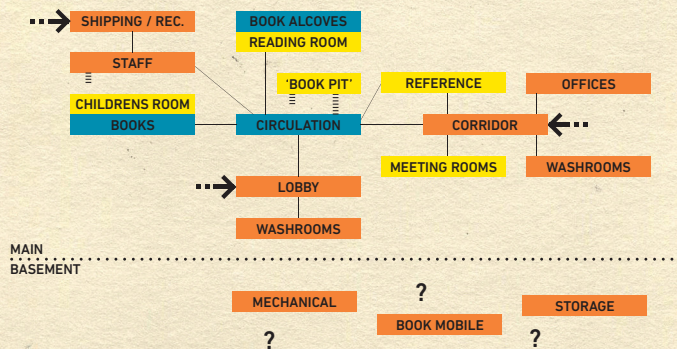 SHIPPING / REC.
BOOK ALCOVES
READING ROOM
STAFF
'BOOK PIT'
REFERENCE
OFFICES
CHILDRENS ROOM
BOOKS
CIRCULATION
CORRIDOR
MEETING ROOMS
WASHROOMS
LOBBY
WASHROOMS
MAIN
BASEMENT
MECHANICAL
?
STORAGE
BOOK MOBILE
?
?